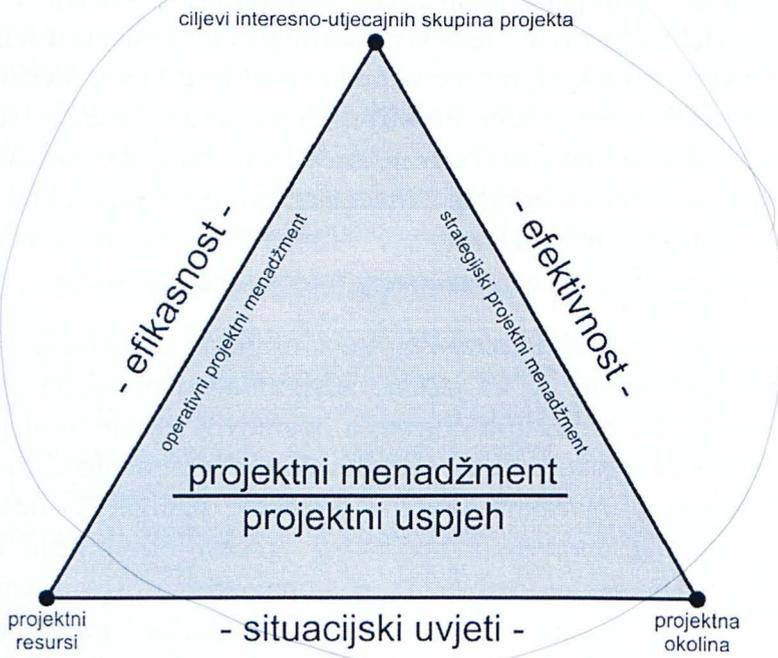 ciljevi interesno-utjecajnih skupina projekta
- efikasnost -
operativni projektni menadžment
strategijski projektni menadžment
- efektivnost -
projektni menadžment
projektni uspjeh
projektni
resursi
- situacijski uvjeti -
projektna
okolina